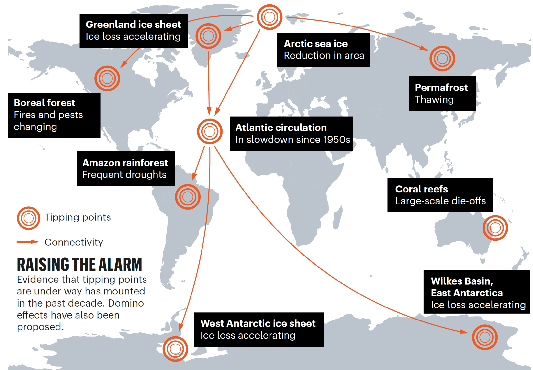 Greenland ice sheet
Ice loss accelerating
Arctic sea ice
Reduction in area
Boreal forest
Fires and pests
changing
Permafrost
Thawing
Atlantic circulation
In slowdown since 1950s
Amazon rainforest
Frequent droughts
Coral reefs
Large-scale die-offs
Tipping points
Connectivity
RAISING THE ALARM
Evidence that tipping points
are under way has mounted
in the past decade. Domino
effects have also been
proposed.
West Antarctic ice sheet
Ice loss accelerating
Wilkes Basin,
East Antarctica
Ice loss accelerating